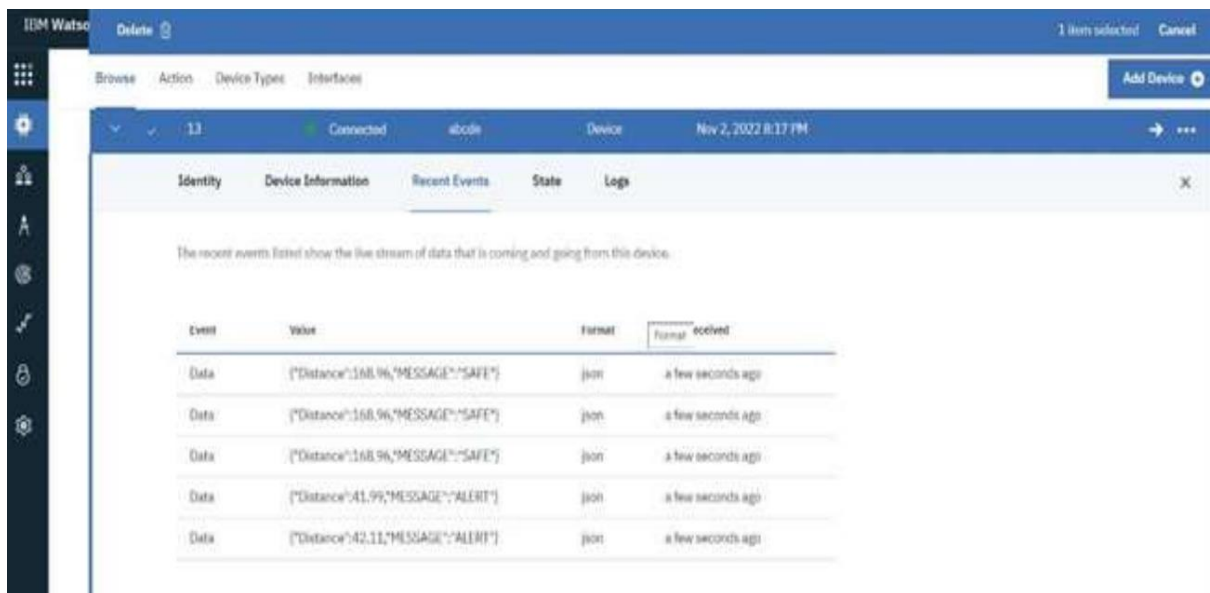 IBM Watso
Delete
1 item selected Cancel
Browse Action Device Types Interfaces
Add Device
13 Connected abcde Device Nov 2, 2022 8:17 PM
Identity Device Information Recent Events State Logs
The recent events listed show the live stream of data that is coming and going from this device.
Event Value Format Format eceived
Data {"Distance":168.96,"MESSAGE":"SAFE"} json a few seconds ago
Data {"Distance":168.96,"MESSAGE":"SAFE"} json a few seconds ago
Data {"Distance":168.96,"MESSAGE":"SAFE"} json a few seconds ago
Data {"Distance":41.99,"MESSAGE":"ALERT"} json a few seconds ago
Data {"Distance":42.11,"MESSAGE":"ALERT"} json a few seconds ago